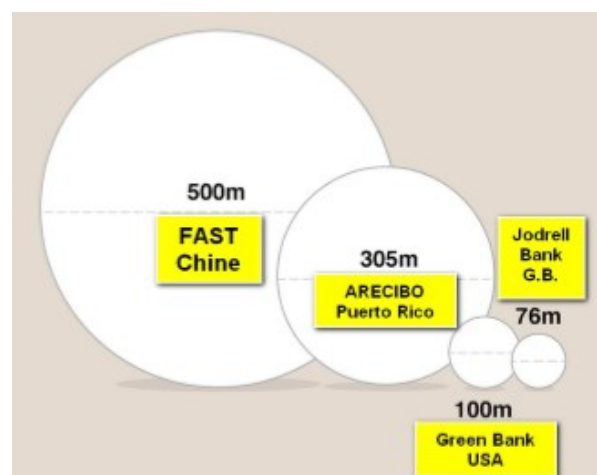 500m
FAST
Chine
305m
ARECIBO
Puerto Rico
Jodrell
Bank
G.B.
76m
100m
Green Bank
USA